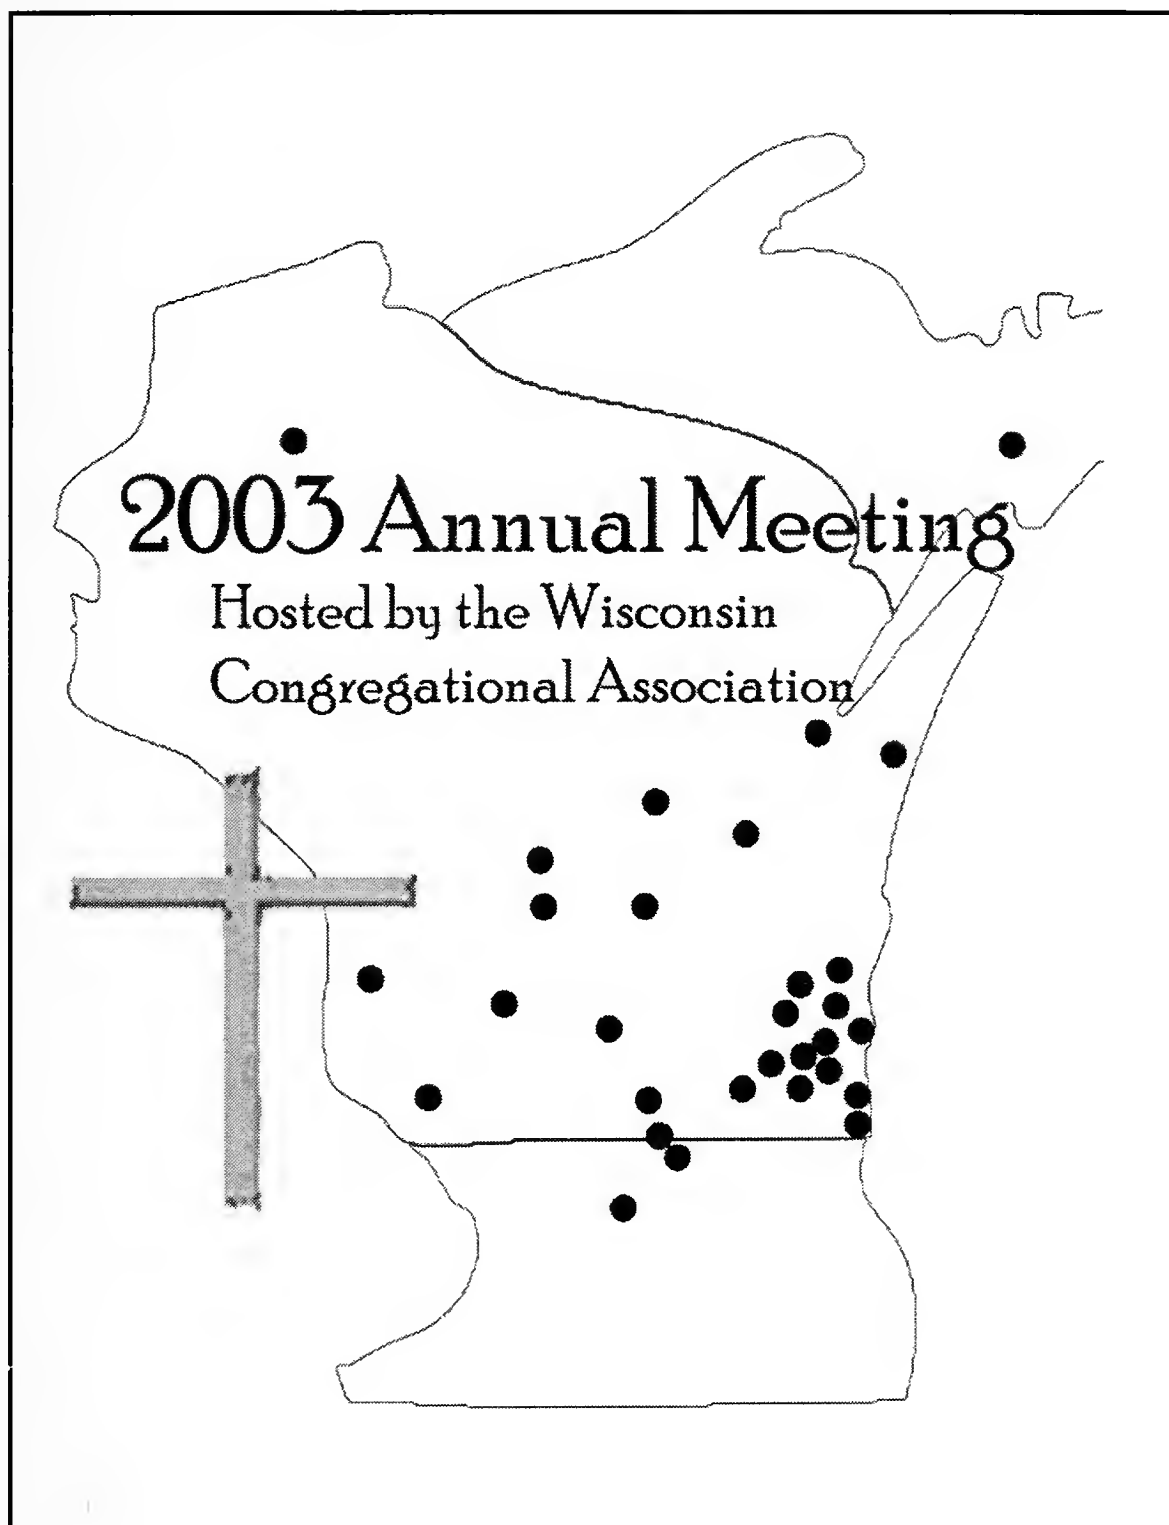 2003 Annual Meeting
Hosted by the Wisconsin
Congregational Association